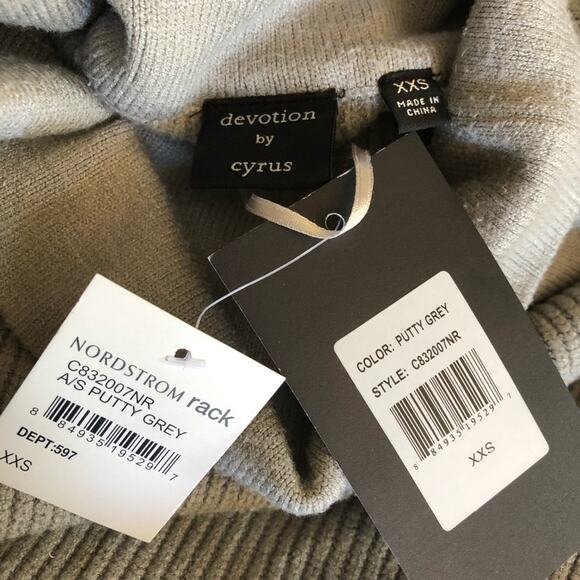 devotion
by
cyrus
XXS
MADE IN
CHINA
NORDSTROM rack
C832007NR
A/S PUTTY GREY
8 84935 19529 7
DEPT:597
XXS
COLOR: PUTTY GREY
STYLE: C832007NR
8 84935 19529 7
XXS